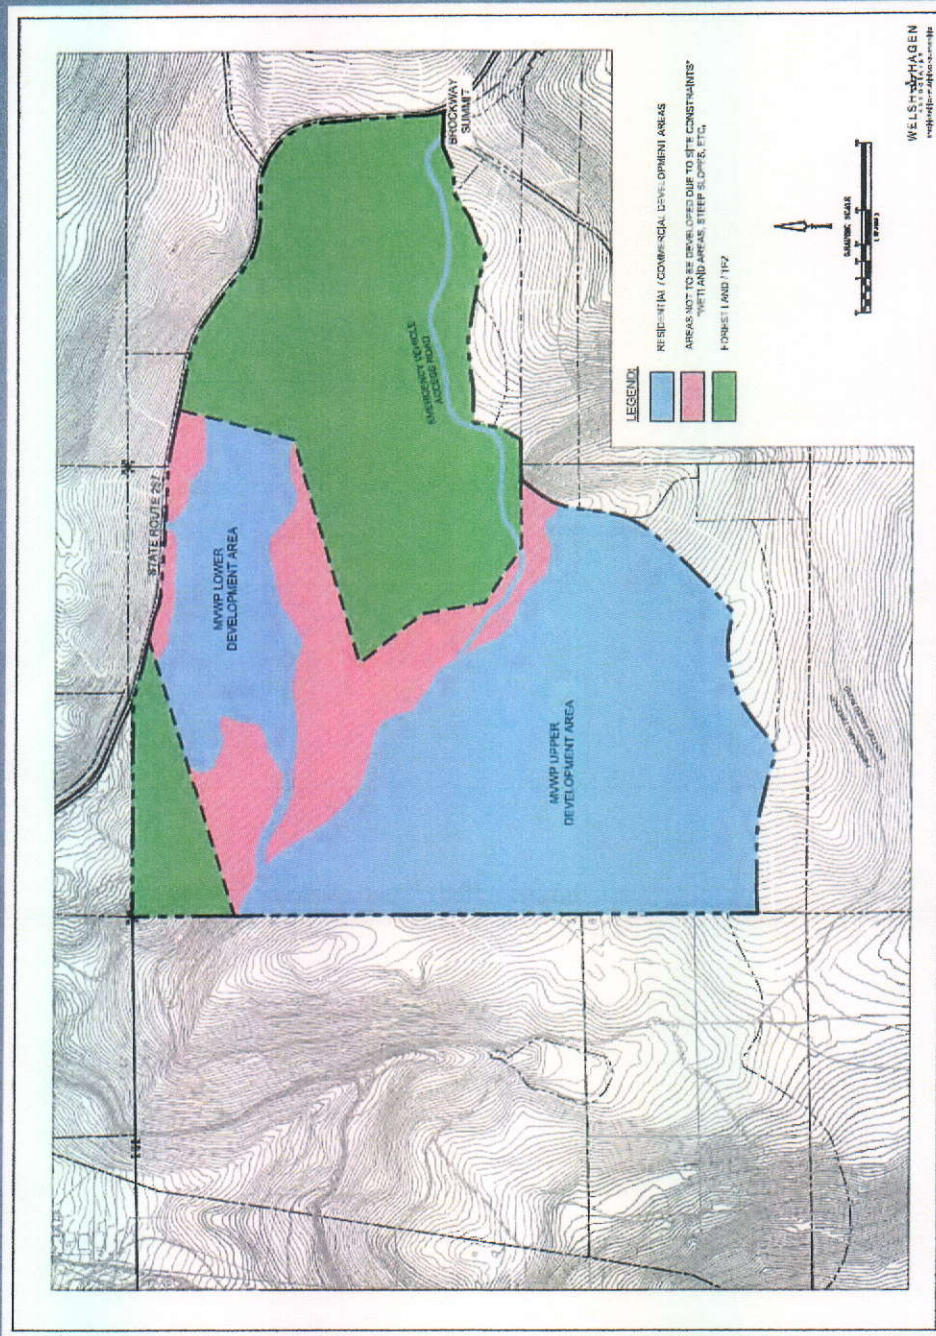 STATE ROUTE 267
BROCKWAY
SUMMIT
MVWP LOWER
DEVELOPMENT AREA
EMERGENCY VEHICLE
ACCESS ROAD
MVWP UPPER
DEVELOPMENT AREA
LEGEND:
RESIDENTIAL / COMMERCIAL DEVELOPMENT AREAS
AREAS NOT TO BE DEVELOPED DUE TO SITE CONSTRAINTS*
*WETLAND AREAS, STEEP SLOPES, ETC.
FOREST LAND / TPZ
GRAPHIC SCALE
WELSH HAGEN
ASSOCIATES